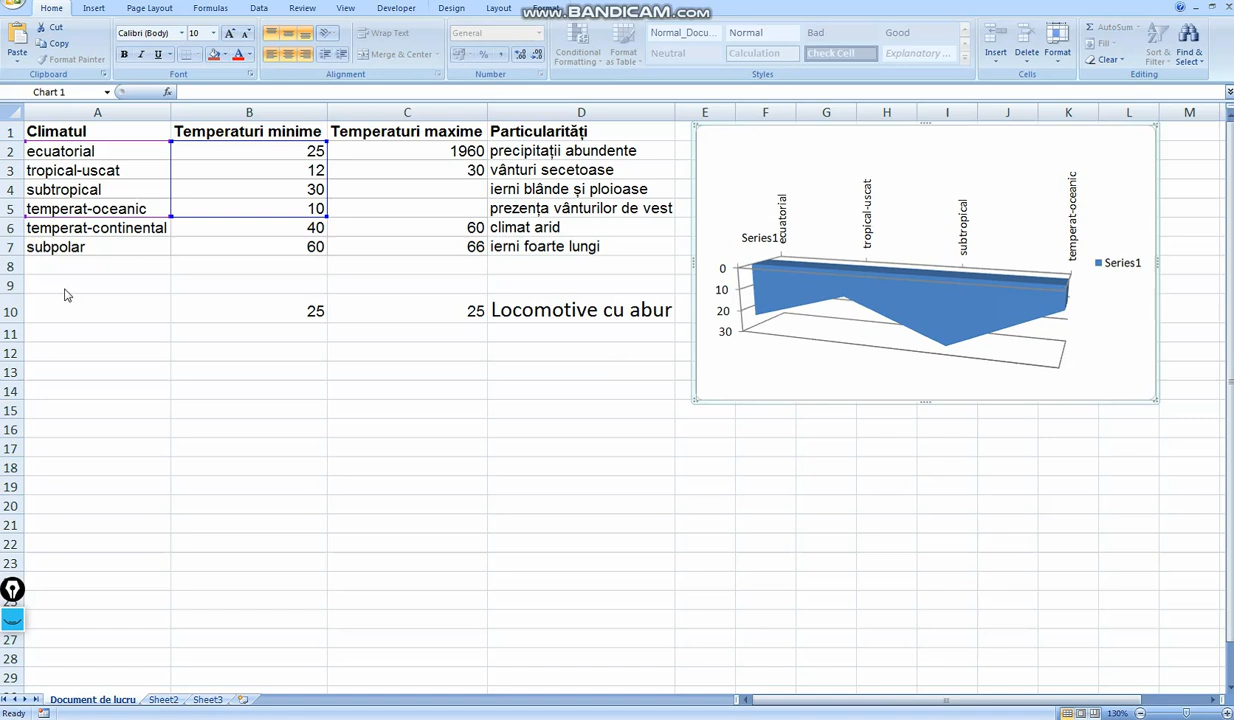 www.BANDICAM.com
Home Insert Page Layout Formulas Data Review View Developer Design Layout
Cut
Copy
Format Painter
Paste
Clipboard
Calibri (Body) 10
B I U
Font
Wrap Text
Merge & Center
Alignment
General
Number
Conditional Formatting
Format as Table
Normal_Docu... Normal Bad Good
Neutral Calculation Check Cell Explanatory ...
Styles
Insert Delete Format
Cells
AutoSum
Fill
Clear
Sort & Filter
Find & Select
Editing
Chart 1 fx
A B C D E F G H I J K L M
1 Climatul Temperaturi minime Temperaturi maxime Particularități
2 ecuatorial 25 1960 precipitații abundente
3 tropical-uscat 12 30 vânturi secetoase
4 subtropical 30 ierni blânde și ploioase
5 temperat-oceanic 10 prezența vânturilor de vest
6 temperat-continental 40 60 climat arid
7 subpolar 60 66 ierni foarte lungi
8
9
10 25 25 Locomotive cu abur
11
12
13
14
15
16
17
18
19
20
21
22
23
27
28
29
ecuatorial
tropical-uscat
subtropical
temperat-oceanic
Series1
0
10
20
30
Series1
Document de lucru Sheet2 Sheet3
Ready 130%